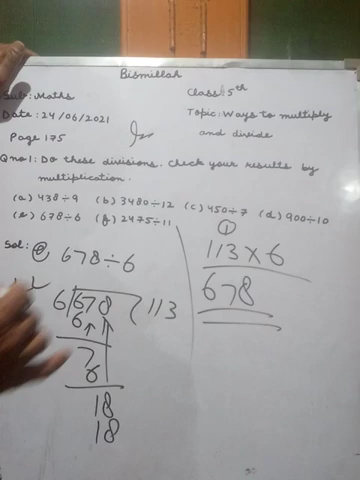 Bismillah
Sub: Maths
Class: 5th
Date: 24/06/2021
Topic: Ways to multiply
and divide
Page 175
Q no 1: Do these divisions. Check your results by
multiplication.
(a) 438÷9 (b) 3480÷12 (c) 450÷7 (d) 900÷10
(e) 678÷6 (f) 2475÷11
Sol: e 678÷6
6 678 113
6
7
6
18
18
1
113 × 6
678